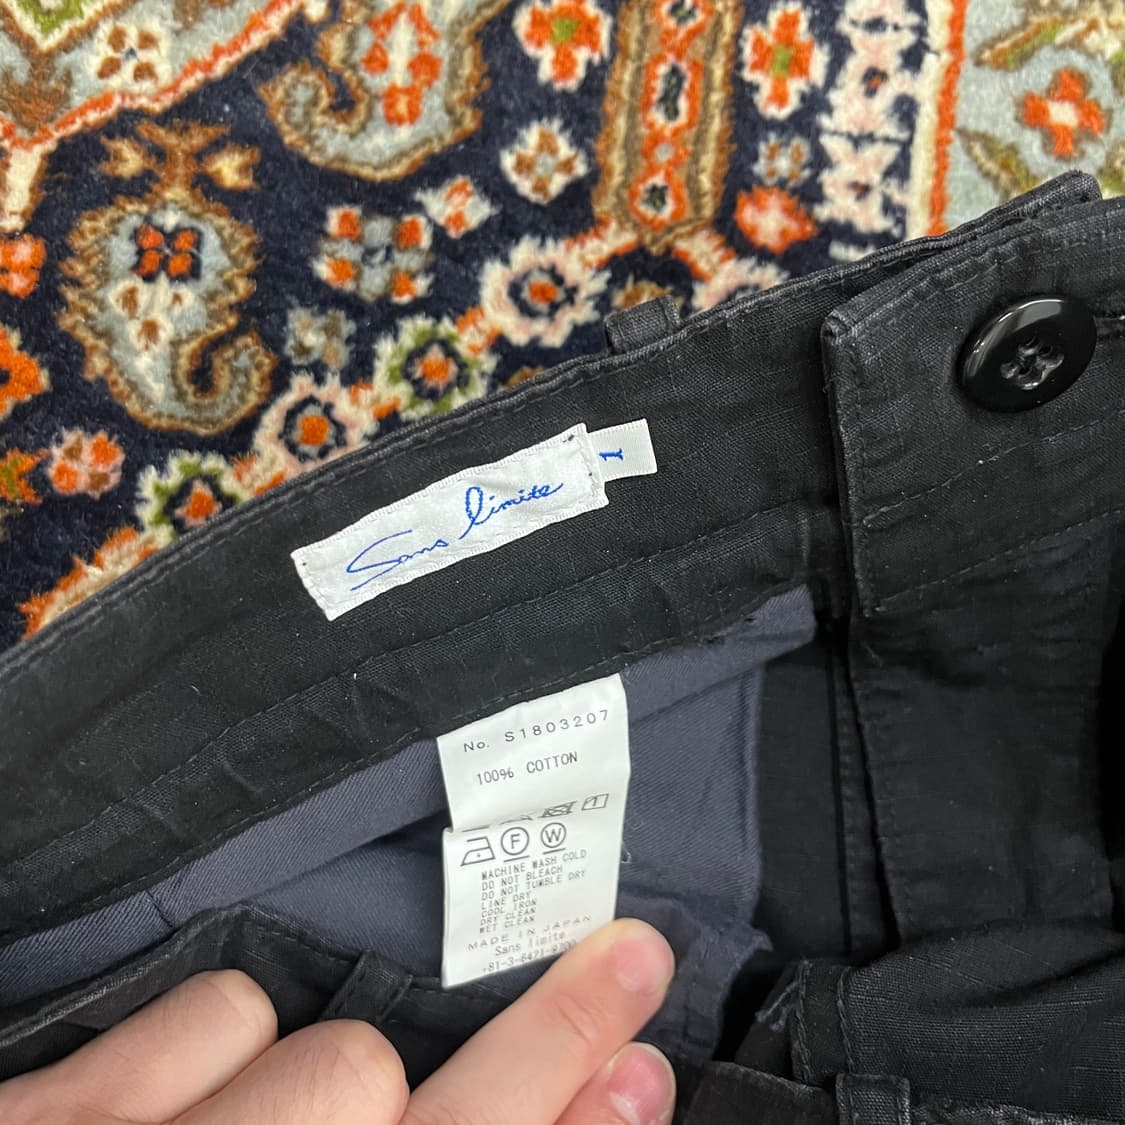 Sans limite
1
No. S1803207
100% COTTON
1
F W
MACHINE WASH COLD
DO NOT BLEACH
DO NOT TUMBLE DRY
LINE DRY
COOL IRON
DRY CLEAN
WET CLEAN
MADE IN JAPAN
Sans limite